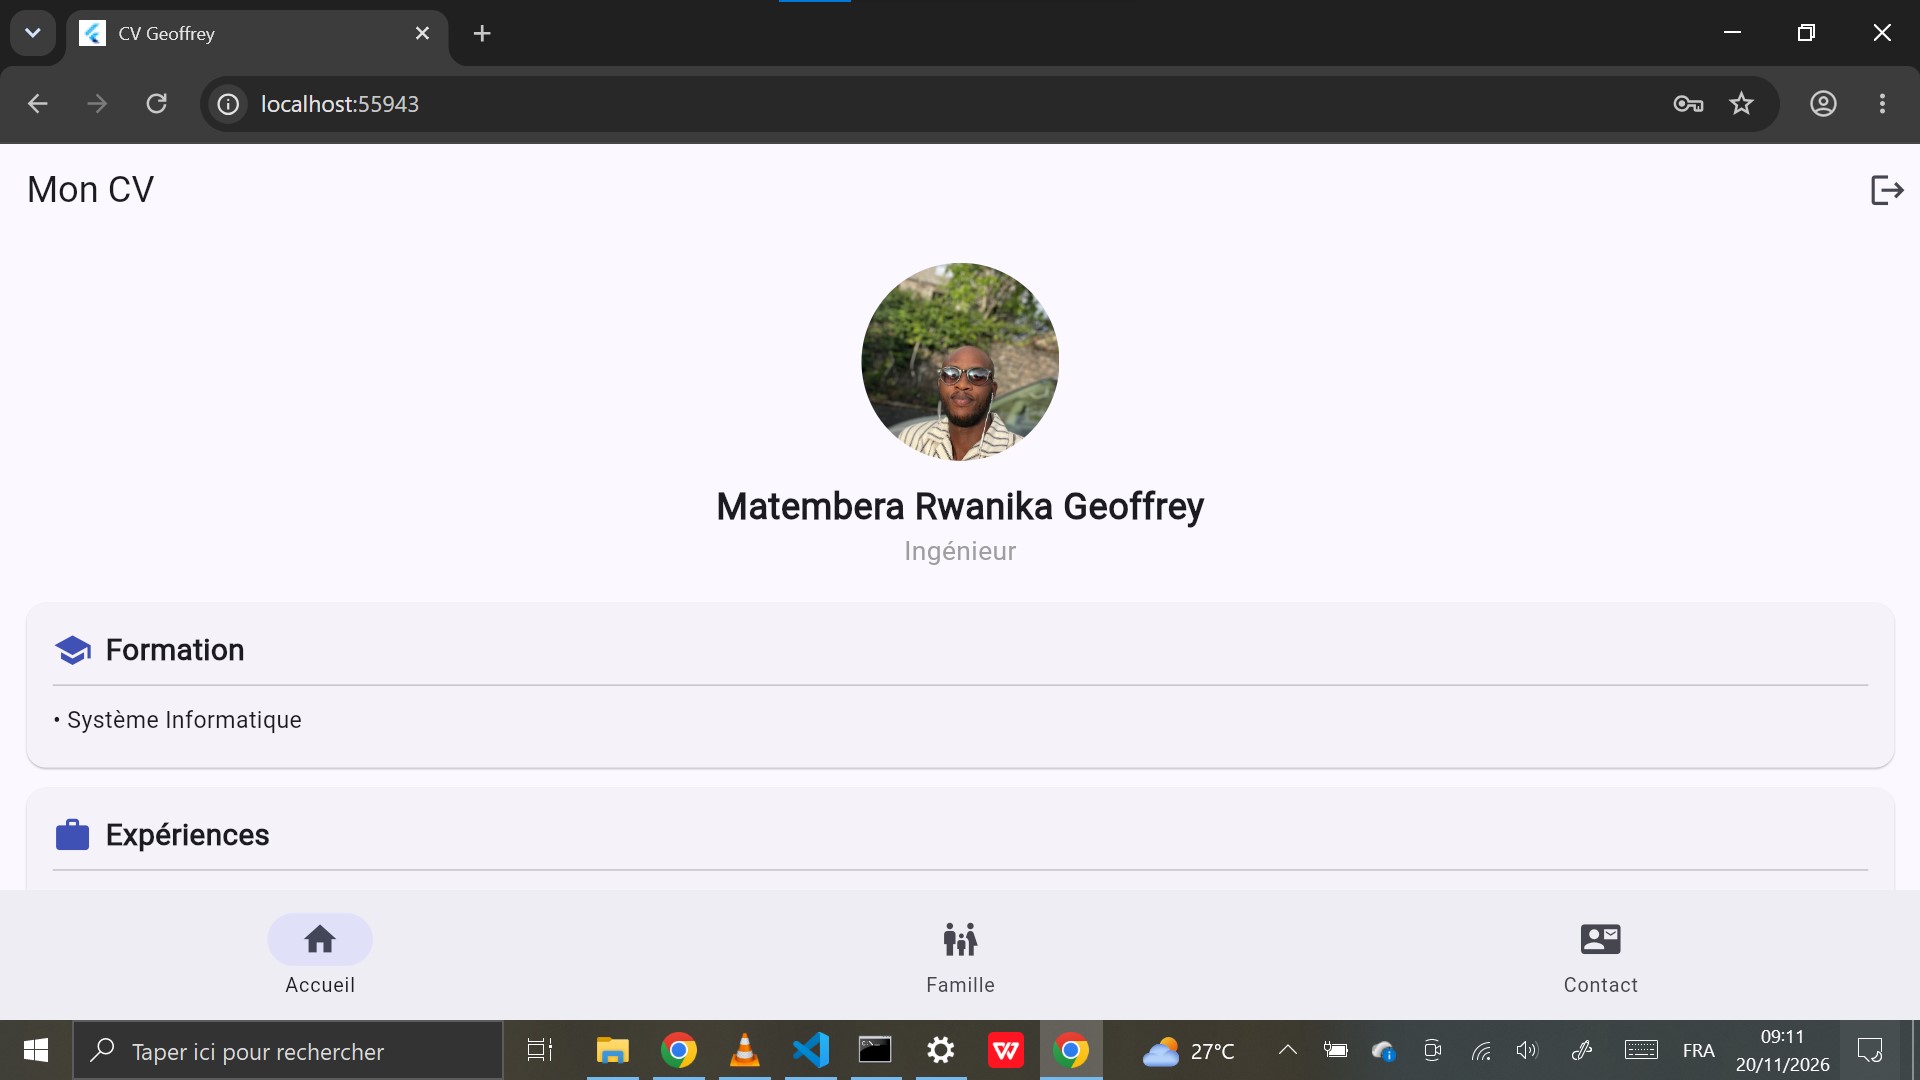 CV Geoffrey
localhost:55943
Mon CV
Matembera Rwanika Geoffrey
Ingénieur
Formation
• Système Informatique
Expériences
Accueil
Famille
Contact
Taper ici pour rechercher
27°C
FRA
09:11
20/11/2026